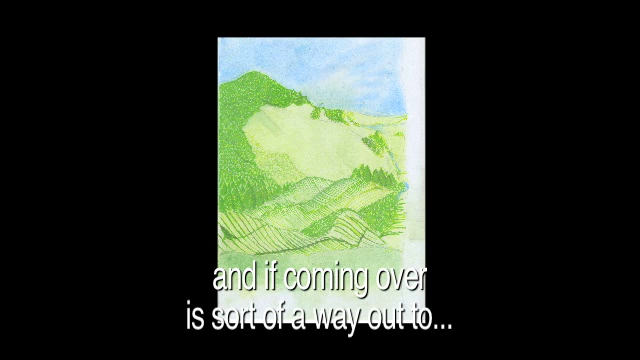 and if coming over
is sort of a way out to...